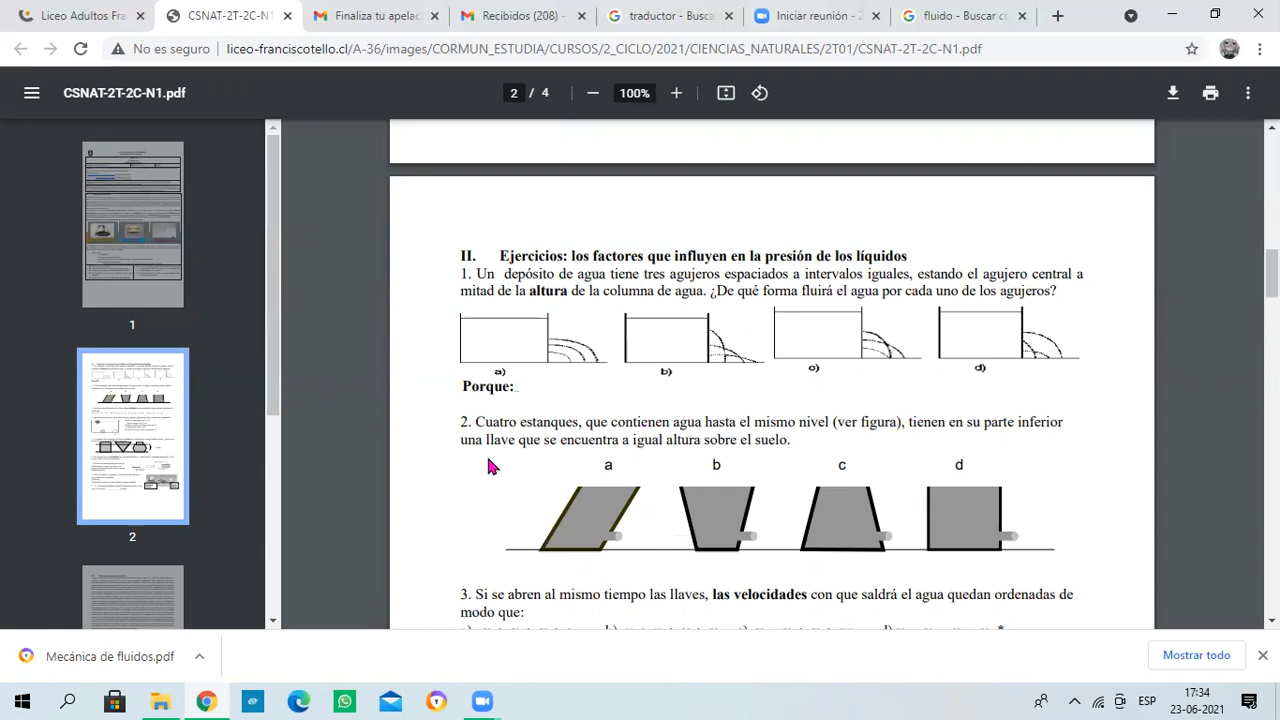 Liceo Adultos Fran
CSNAT-2T-2C-N1
Finaliza tu apelac
Recibidos (208) -
traductor - Busca
Iniciar reunión - Z
fluido - Buscar co
No es seguro
liceo-franciscotello.cl/A-36/images/CORMUN_ESTUDIA/CURSOS/2_CICLO/2021/CIENCIAS_NATURALES/2T01/CSNAT-2T-2C-N1.pdf
CSNAT-2T-2C-N1.pdf
2 / 4
100%
1
2
II. Ejercicios: los factores que influyen en la presión de los líquidos
1. Un depósito de agua tiene tres agujeros espaciados a intervalos iguales, estando el agujero central a
mitad de la altura de la columna de agua. ¿De qué forma fluirá el agua por cada uno de los agujeros?
a) b) c) d)
Porque:
2. Cuatro estanques, que contienen agua hasta el mismo nivel (ver figura), tienen en su parte inferior
una llave que se encuentra a igual altura sobre el suelo.
a b c d
3. Si se abren al mismo tiempo las llaves, las velocidades con que saldrá el agua quedan ordenadas de
modo que:
Mecánica de fluidos.pdf
Mostrar todo
ESP
17:34
23-06-2021